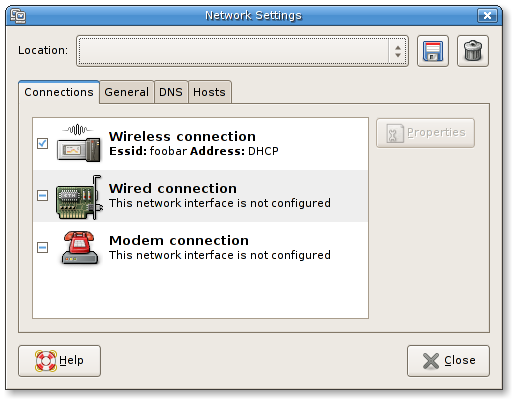 Network Settings
Location:
Connections General DNS Hosts
Wireless connection
Essid: foobar Address: DHCP
Properties
Wired connection
This network interface is not configured
Modem connection
This network interface is not configured
Help Close